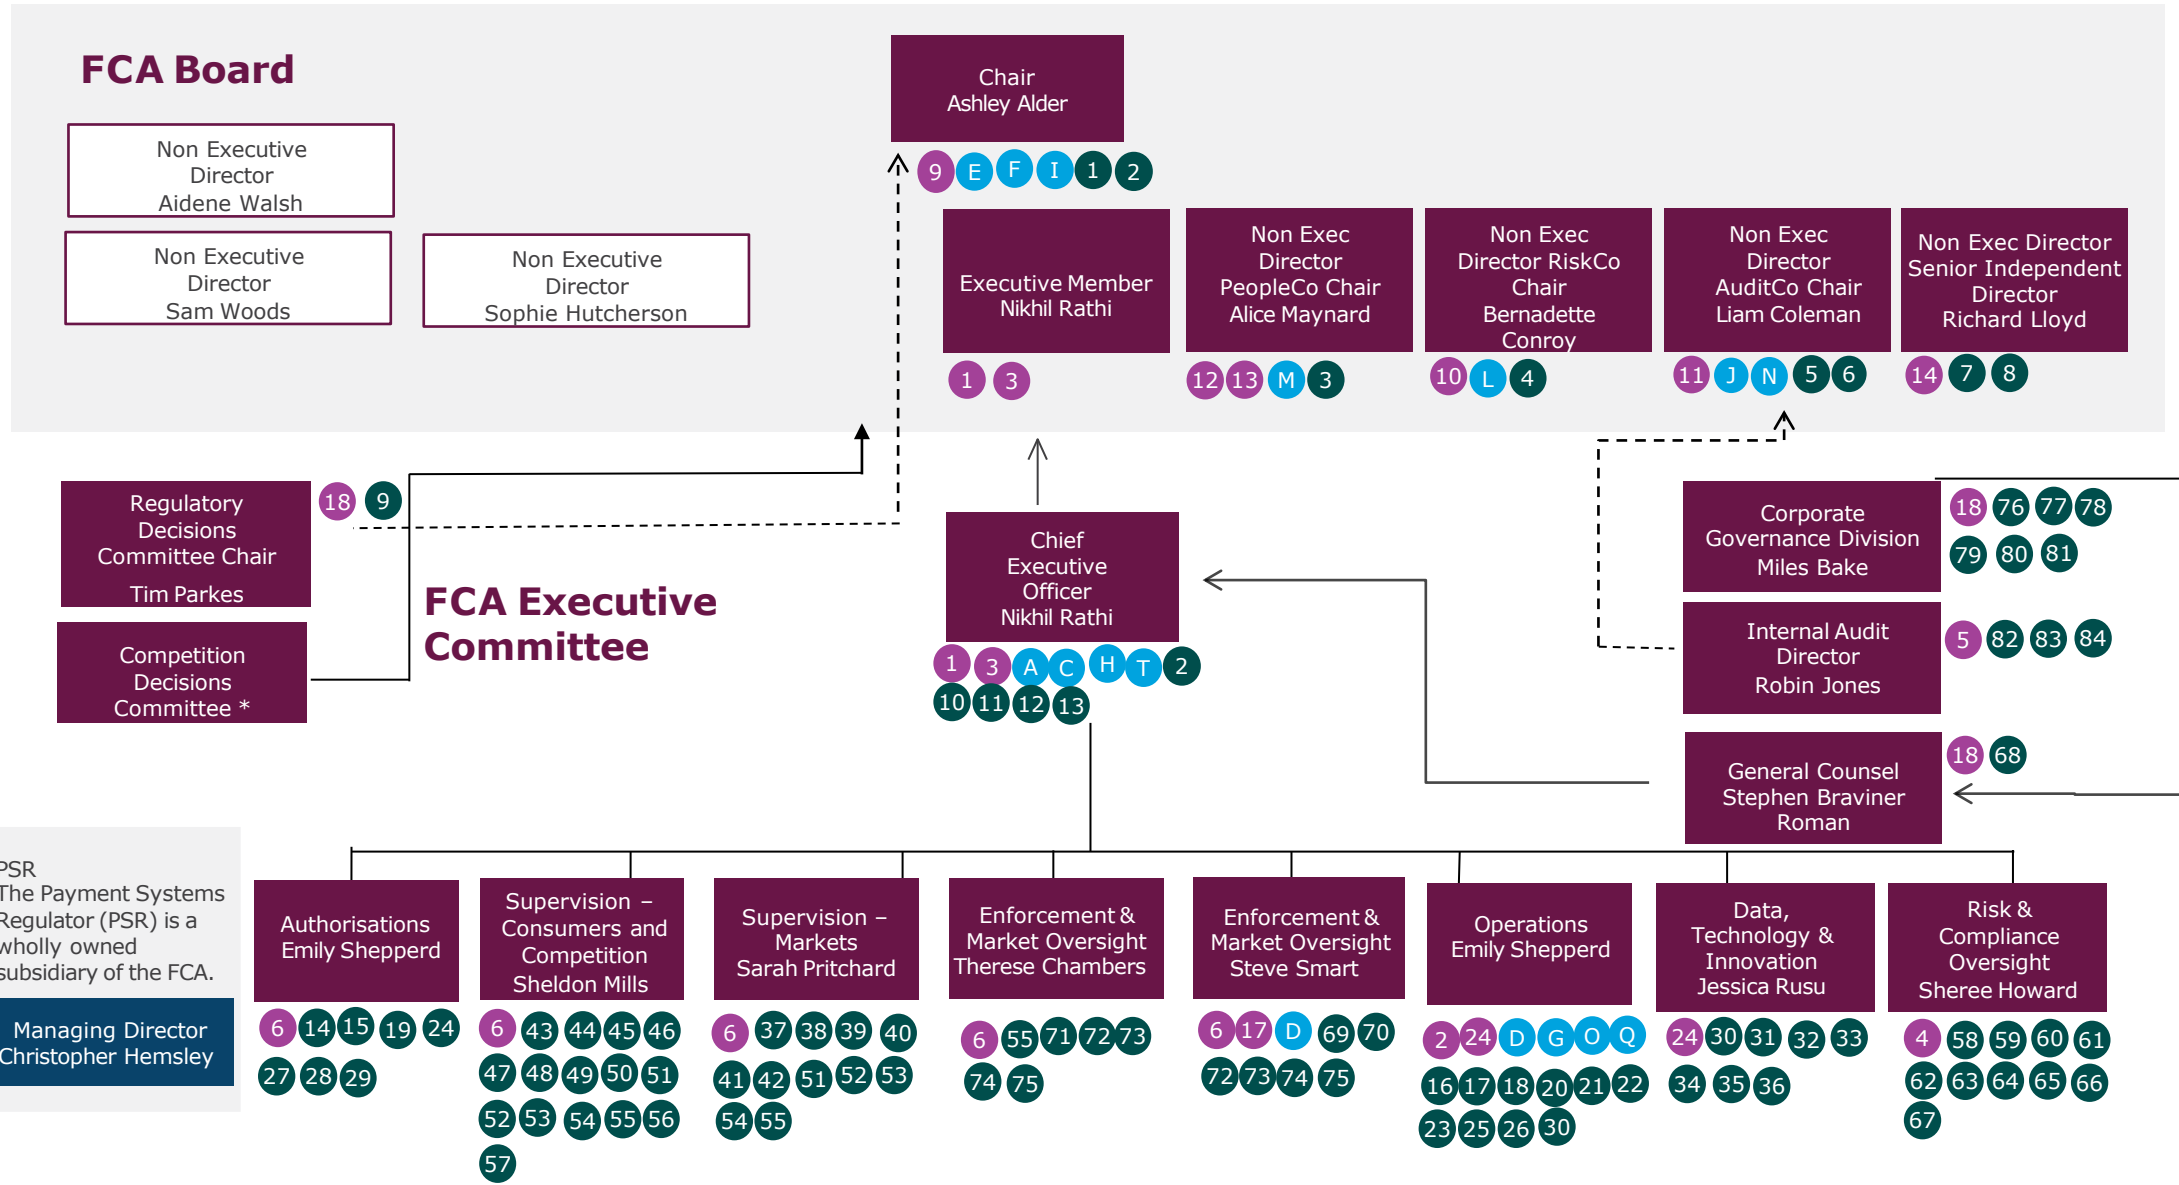 FCA Board
Chair
Ashley Alder
9 E F I 1 2
Non Executive
Director
Aidene Walsh
Non Executive
Director
Sam Woods
Non Executive
Director
Sophie Hutcherson
Executive Member
Nikhil Rathi
1 3
Non Exec
Director
PeopleCo Chair
Alice Maynard
12 13 M 3
Non Exec
Director RiskCo
Chair
Bernadette
Conroy
10 L 4
Non Exec
Director
AuditCo Chair
Liam Coleman
11 J N 5 6
Non Exec Director
Senior Independent
Director
Richard Lloyd
14 7 8
Regulatory
Decisions
Committee Chair
Tim Parkes
18 9
Competition
Decisions
Committee *
FCA Executive
Committee
Chief
Executive
Officer
Nikhil Rathi
1 3 A C H T 2
10 11 12 13
Corporate
Governance Division
Miles Bake
18 76 77 78
79 80 81
Internal Audit
Director
Robin Jones
5 82 83 84
General Counsel
Stephen Braviner
Roman
18 68
PSR
The Payment Systems
Regulator (PSR) is a
wholly owned
subsidiary of the FCA.
Managing Director
Christopher Hemsley
Authorisations
Emily Shepperd
6 14 15 19 24
27 28 29
Supervision –
Consumers and
Competition
Sheldon Mills
6 43 44 45 46
47 48 49 50 51
52 53 54 55 56
57
Supervision –
Markets
Sarah Pritchard
6 37 38 39 40
41 42 51 52 53
54 55
Enforcement &
Market Oversight
Therese Chambers
6 55 71 72 73
74 75
Enforcement &
Market Oversight
Steve Smart
6 17 D 69 70
72 73 74 75
Operations
Emily Shepperd
2 24 D G O Q
16 17 18 20 21 22
23 25 26 30
Data,
Technology &
Innovation
Jessica Rusu
24 30 31 32 33
34 35 36
Risk &
Compliance
Oversight
Sheree Howard
4 58 59 60 61
62 63 64 65 66
67